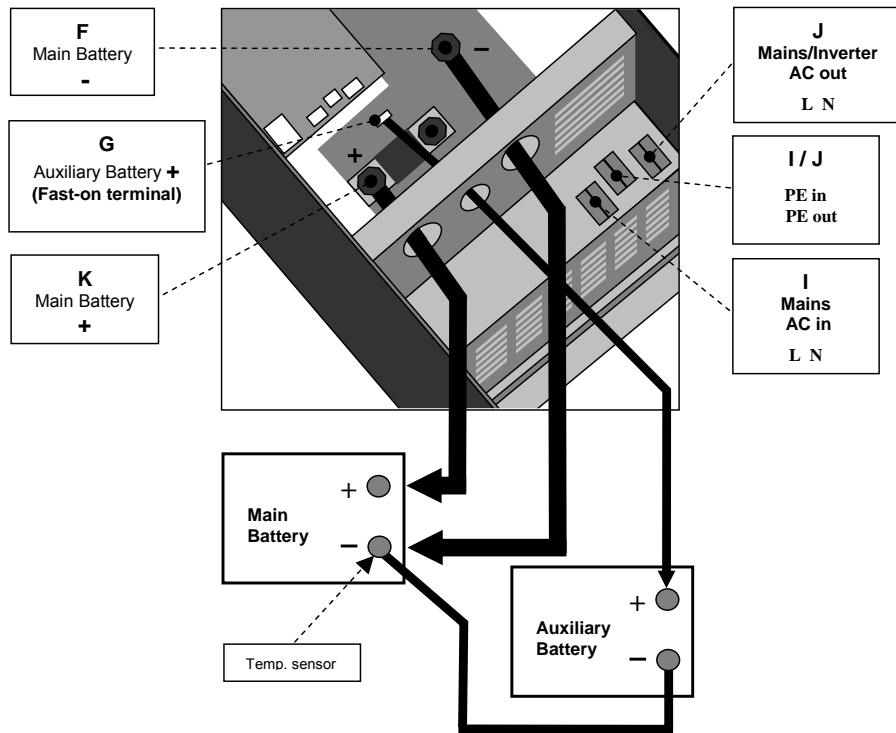 F
Main Battery
-
G
Auxiliary Battery +
(Fast-on terminal)
K
Main Battery
+
-
+
J
Mains/Inverter
AC out
L N
I / J
PE in
PE out
I
Mains
AC in
L N
+
Main
Battery
-
Temp. sensor
+
Auxiliary
Battery
-